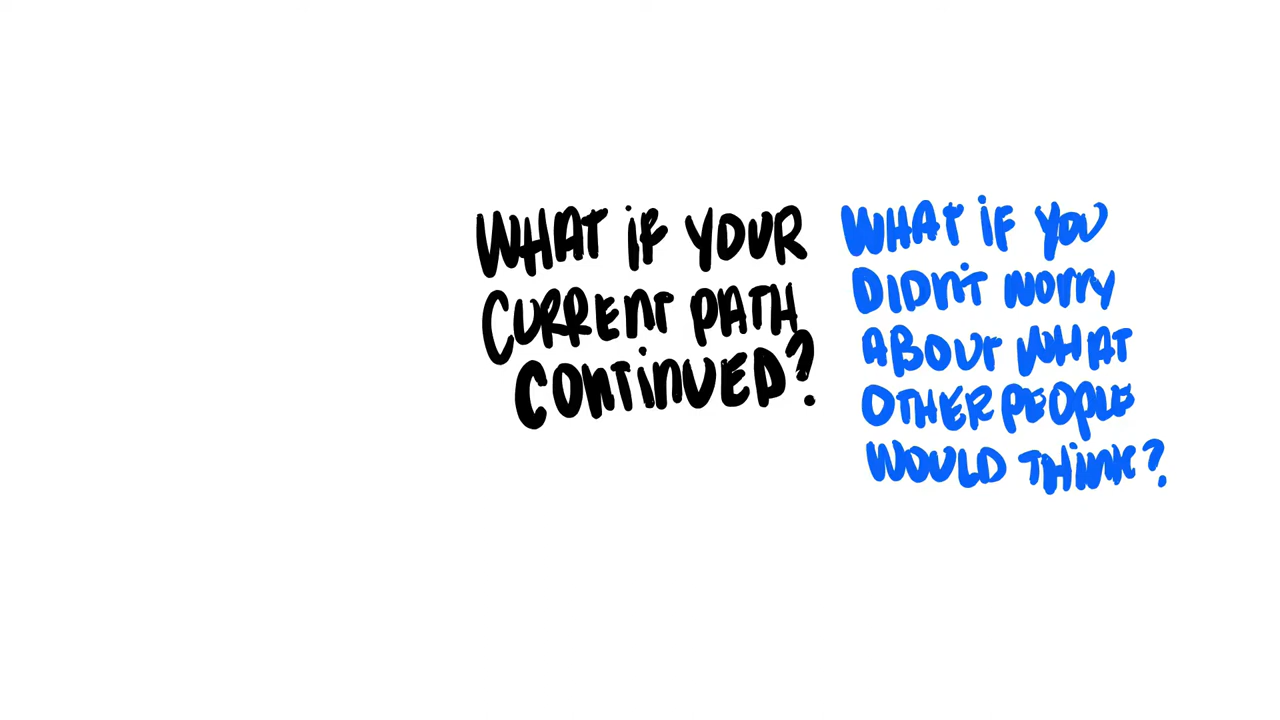 WHAT iF YOUR
CURRENT PATH
CONTINUED?
WHAT iF YOU
DIDN'T WORRY
ABOUT WHAT
OTHER PEOPLE
WOULD THINK?